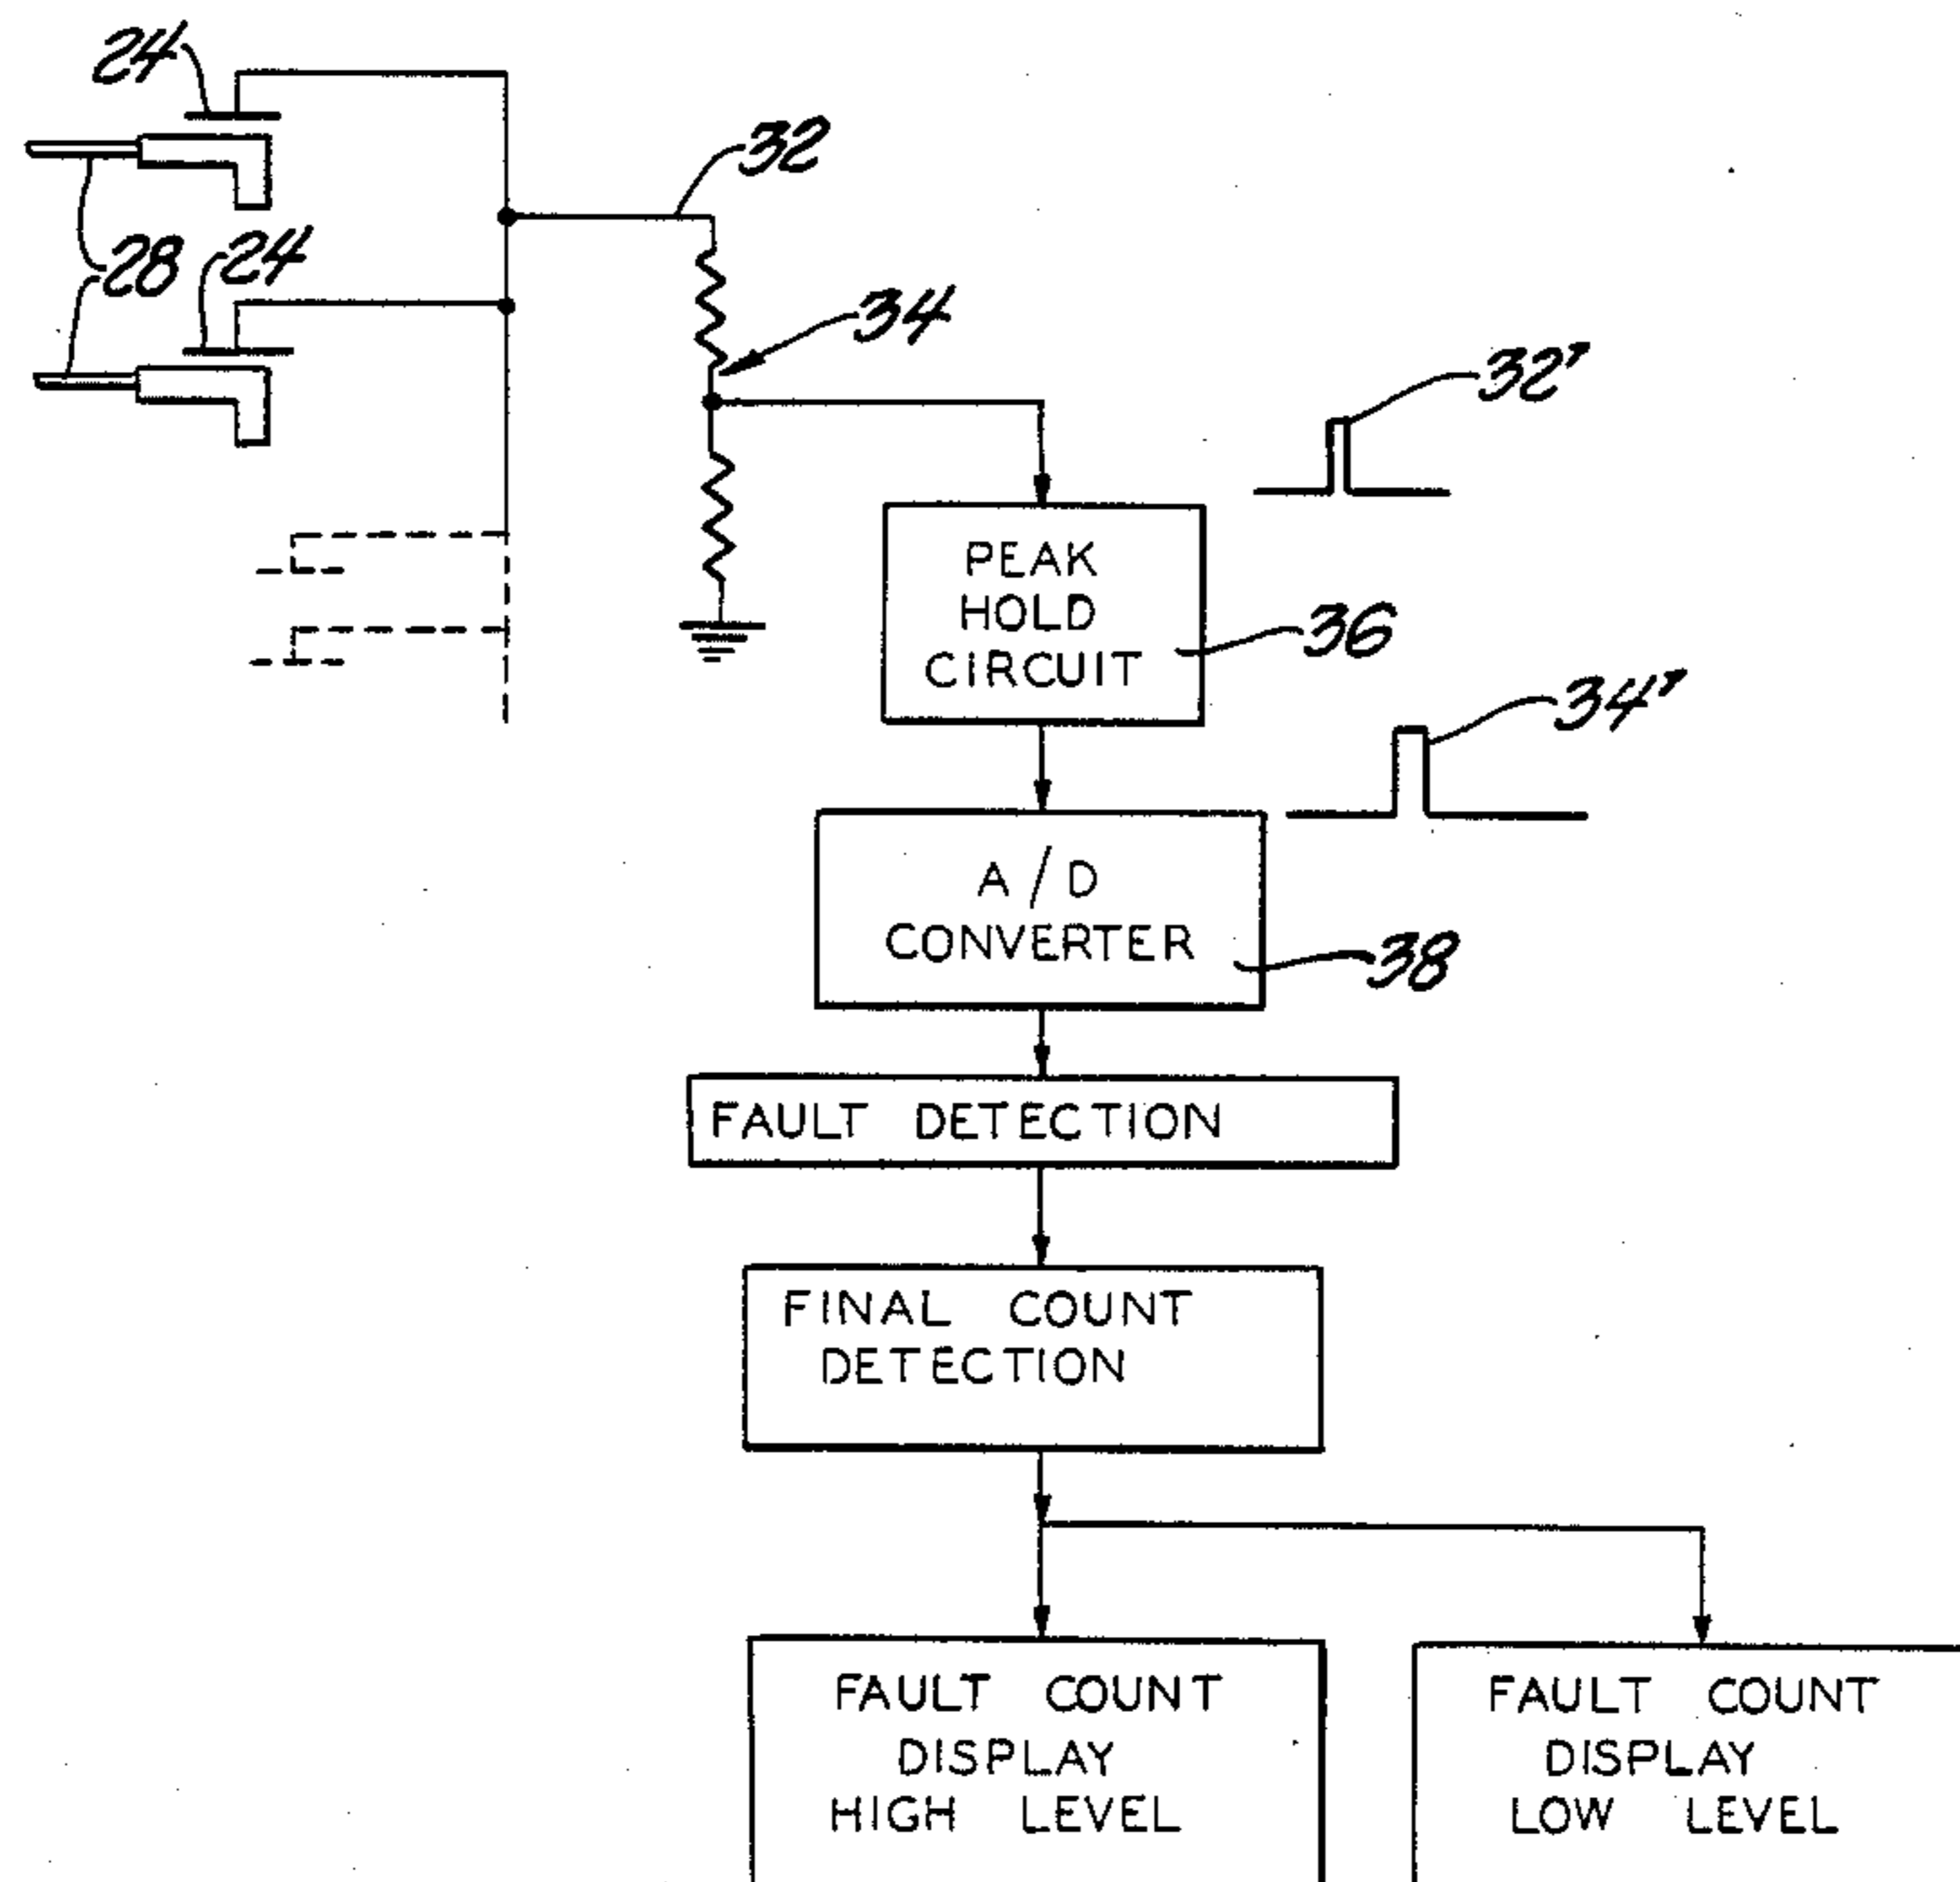 24
32
28
24
34
32'
PEAK
HOLD
CIRCUIT
36
34'
A/D
CONVERTER
38
FAULT DETECTION
FINAL COUNT
DETECTION
FAULT COUNT
DISPLAY
HIGH LEVEL
FAULT COUNT
DISPLAY
LOW LEVEL